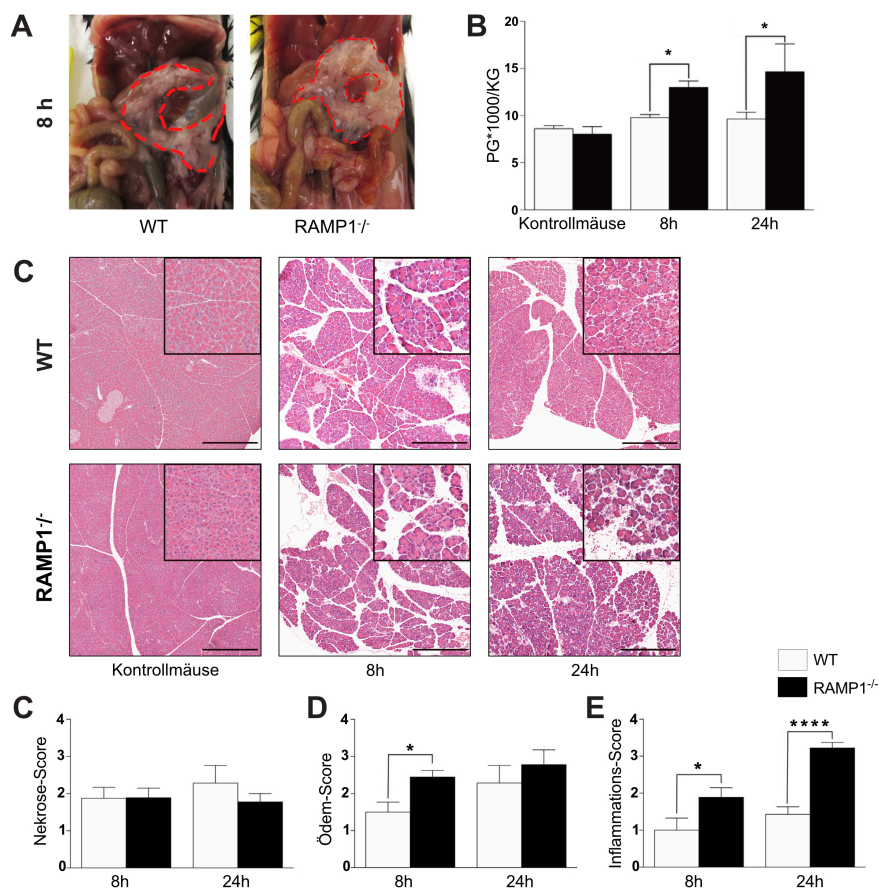 A
8 h
WT
RAMP1-/-
B
PG*1000/KG
20
15
10
5
0
*
*
Kontrollmäuse
8h
24h
C
WT
RAMP1-/-
Kontrollmäuse
8h
24h
WT
RAMP1-/-
C
Nekrose-Score
4
3
2
1
0
8h
24h
D
Ödem-Score
4
3
2
1
0
*
8h
24h
E
Inflammations-Score
4
3
2
1
0
*
****
8h
24h